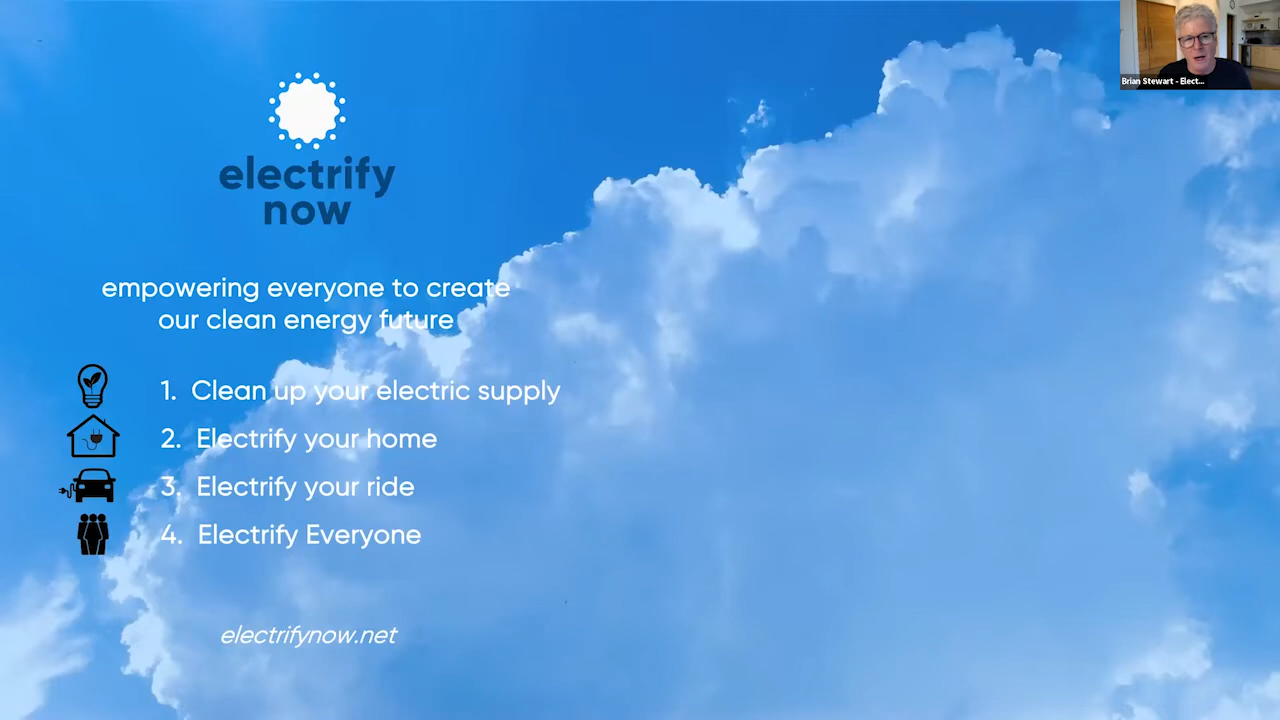 Brian Stewart - Elect...
electrify
now
empowering everyone to create
our clean energy future
1. Clean up your electric supply
2. Electrify your home
3. Electrify your ride
4. Electrify Everyone
electrifynow.net